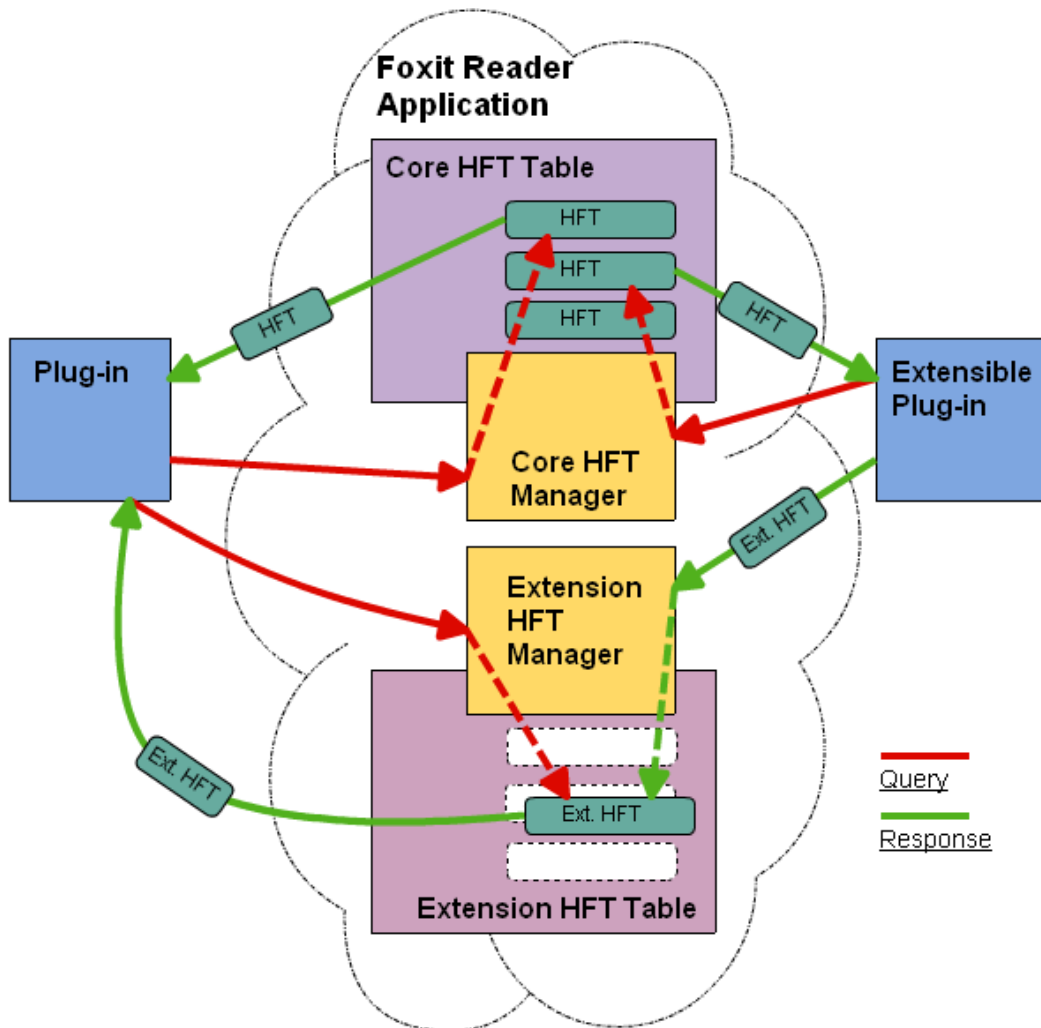 Foxit Reader
Application
Core HFT Table
HFT
HFT
HFT
HFT
HFT
Plug-in
Extensible
Plug-in
Core HFT
Manager
Ext. HFT
Extension
HFT
Manager
Ext. HFT
Ext. HFT
Query
Response
Extension HFT Table